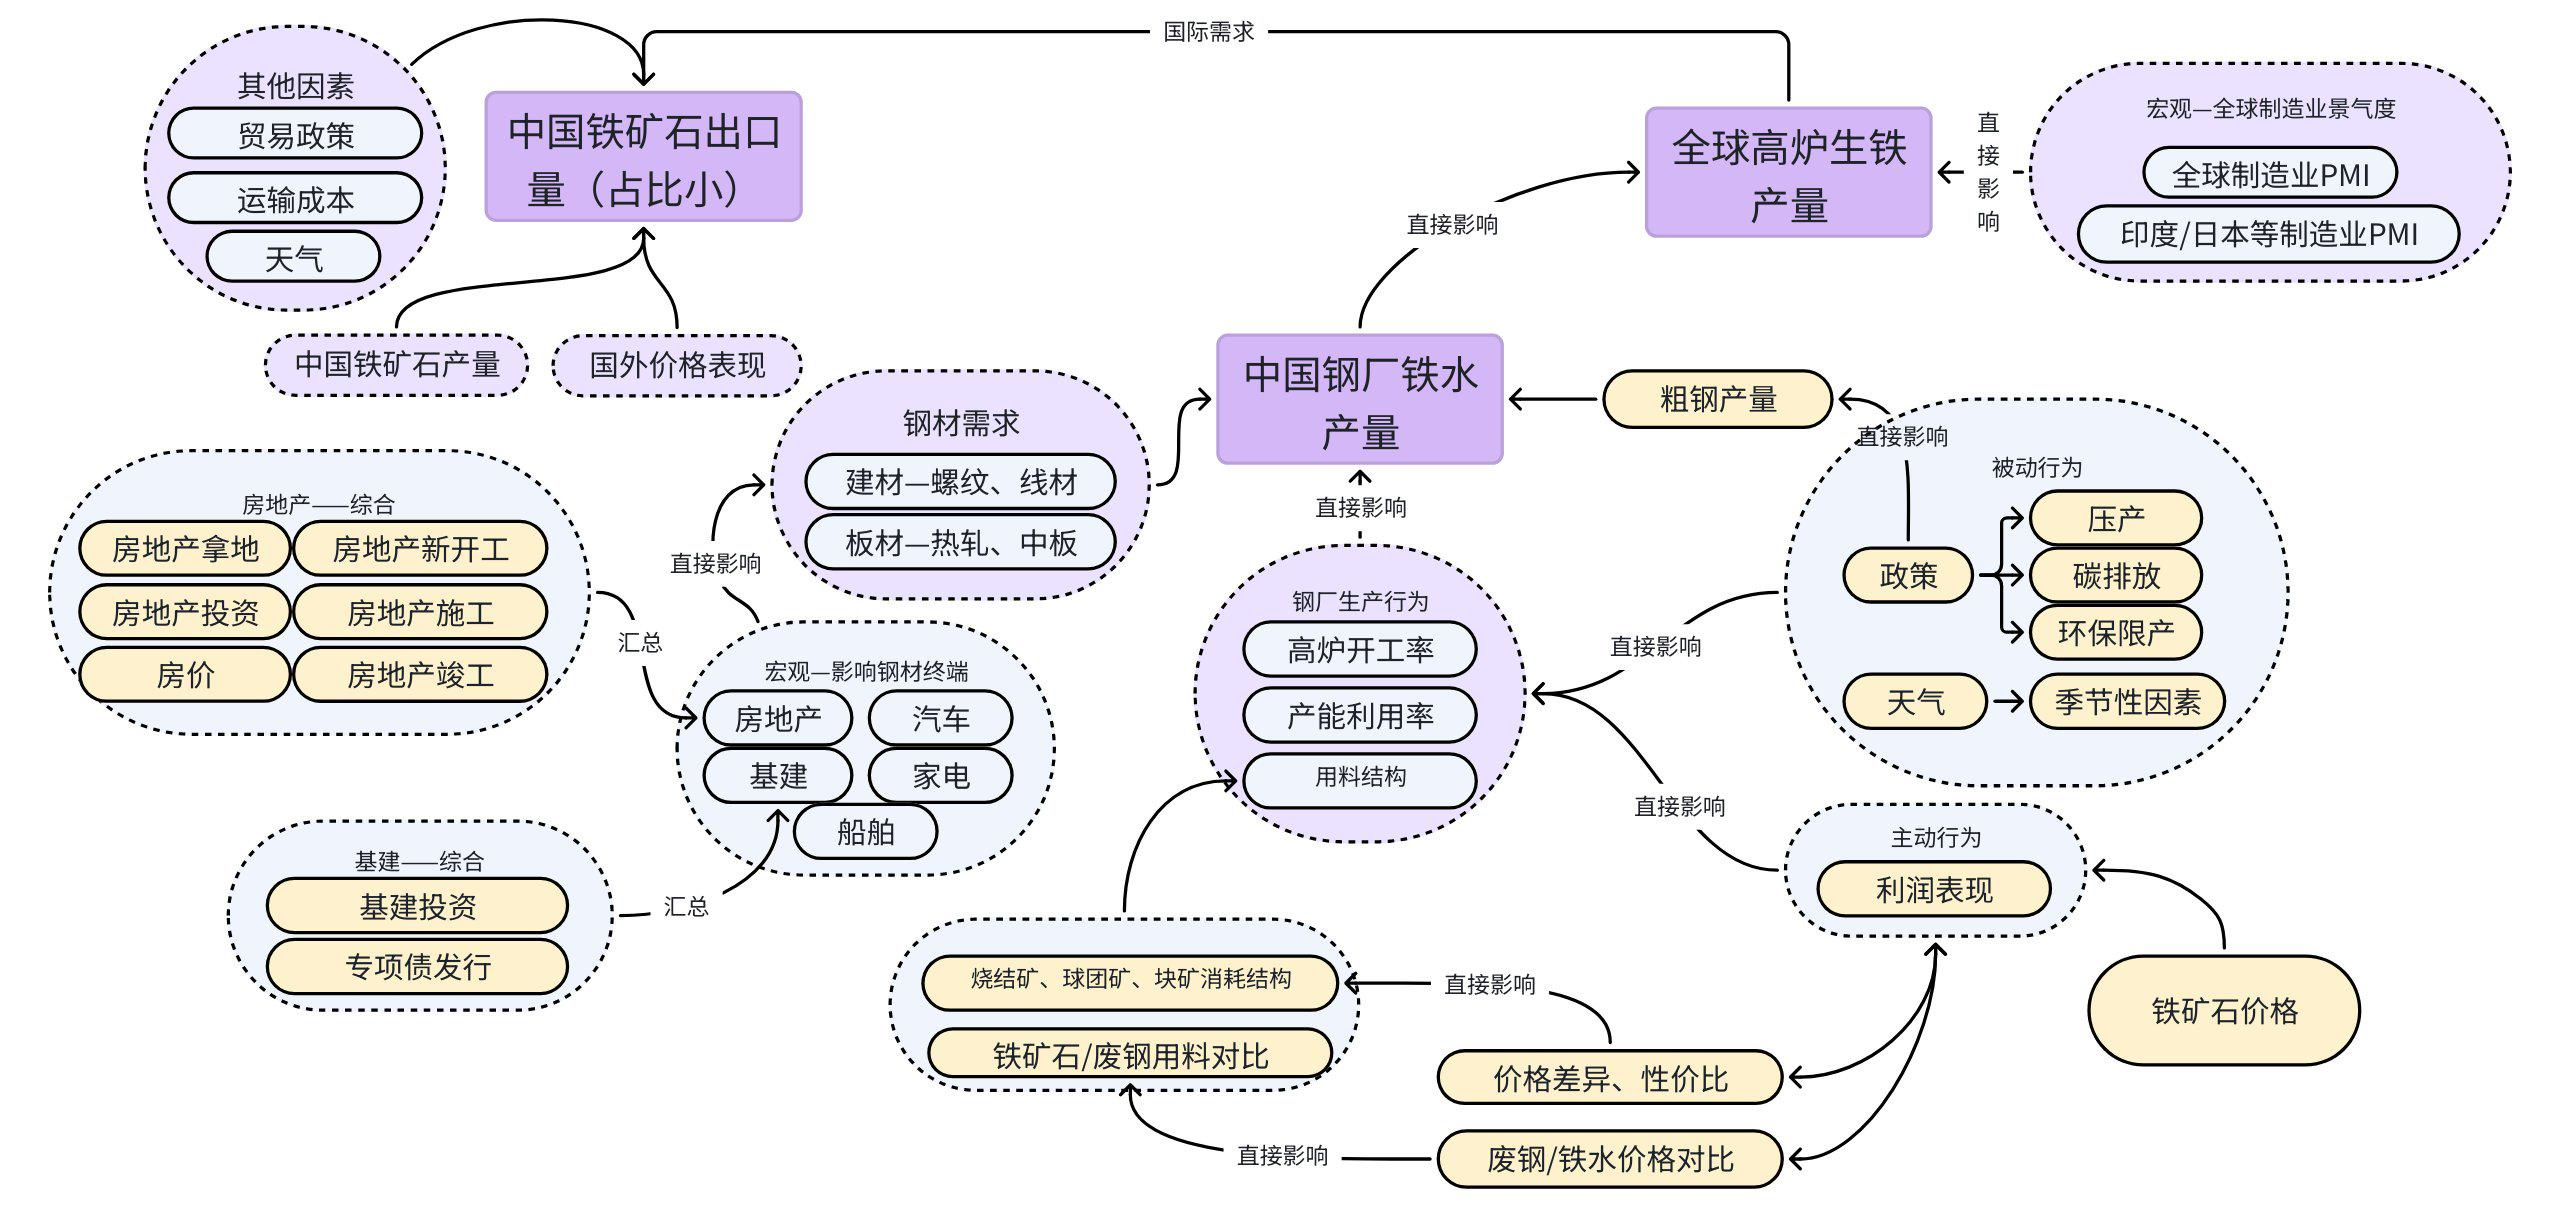 国际需求
其他因素
贸易政策
运输成本
天气
中国铁矿石出口
量（占比小）
全球高炉生铁
产量
直
接
影
响
宏观—全球制造业景气度
全球制造业PMI
印度/日本等制造业PMI
直接影响
中国铁矿石产量
国外价格表现
中国钢厂铁水
产量
粗钢产量
钢材需求
建材—螺纹、线材
板材—热轧、中板
直接影响
直接影响
被动行为
政策
压产
碳排放
环保限产
天气
季节性因素
房地产——综合
房地产拿地
房地产新开工
房地产投资
房地产施工
房价
房地产竣工
汇总
直接影响
宏观—影响钢材终端
房地产
汽车
基建
家电
船舶
钢厂生产行为
高炉开工率
产能利用率
用料结构
直接影响
直接影响
主动行为
利润表现
基建——综合
基建投资
专项债发行
汇总
烧结矿、球团矿、块矿消耗结构
铁矿石/废钢用料对比
直接影响
铁矿石价格
价格差异、性价比
直接影响
废钢/铁水价格对比